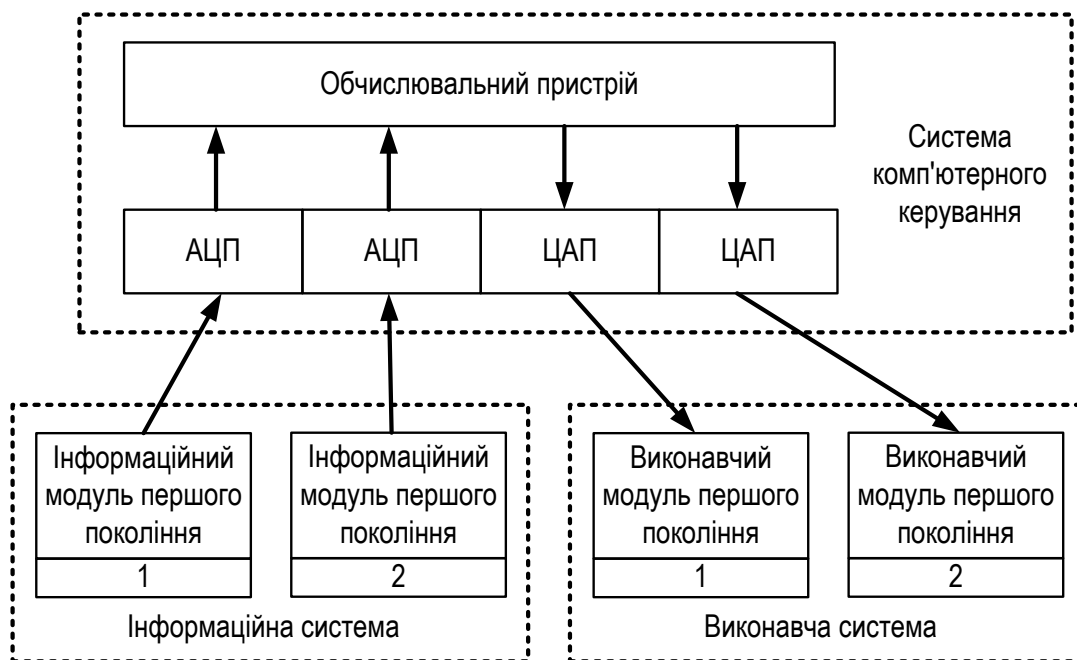 Обчислювальний пристрій
Система
комп'ютерного
керування
АЦП
АЦП
ЦАП
ЦАП
Інформаційний
модуль першого
покоління
1
Інформаційний
модуль першого
покоління
2
Інформаційна система
Виконавчий
модуль першого
покоління
1
Виконавчий
модуль першого
покоління
2
Виконавча система